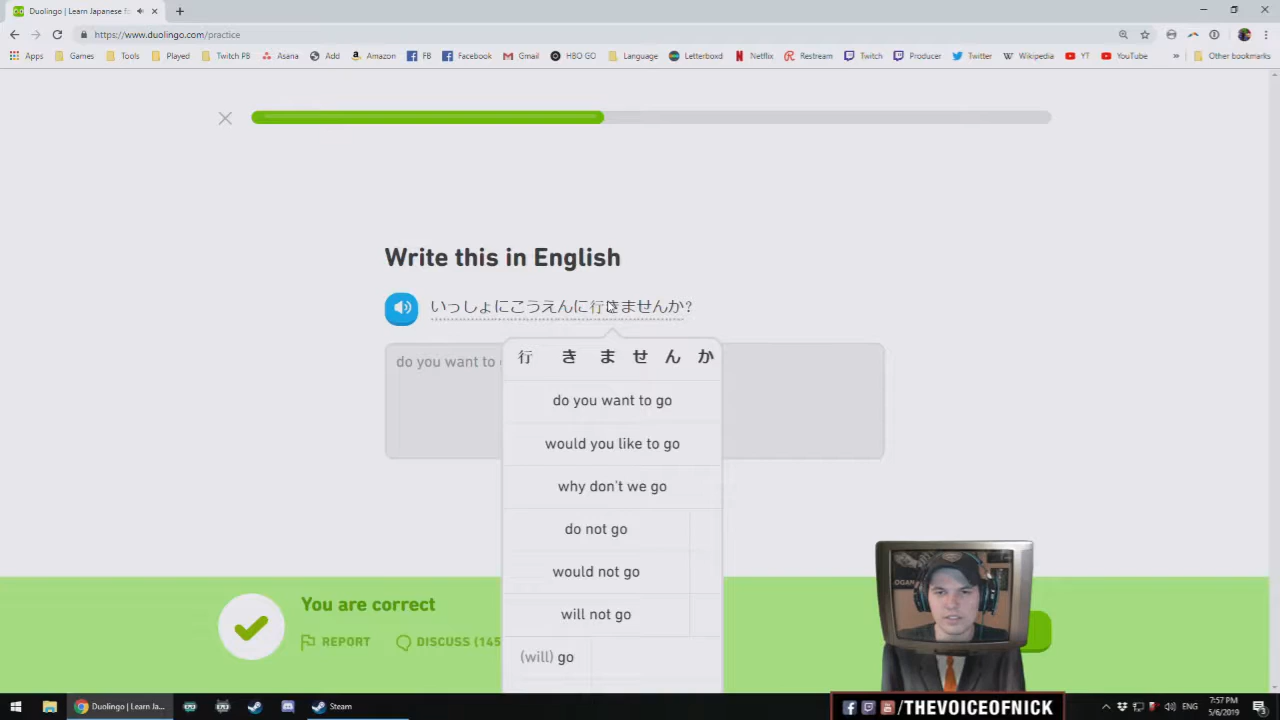 Duolingo | Learn Japanese fo
https://www.duolingo.com/practice
Apps
Games
Tools
Played
Twitch PB
Asana
Add
Amazon
FB
Facebook
Gmail
HBO GO
Language
Letterboxd
Netflix
Restream
Twitch
Producer
Twitter
Wikipedia
YT
YouTube
»
Other bookmarks
Write this in English
いっしょにこうえんに行きませんか?
do you want to
行きませんか
do you want to go
would you like to go
why don't we go
do not go
would not go
will not go
(will) go
You are correct
REPORT
DISCUSS (145
OGAN
/THEVOICEOFNICK
Duolingo | Learn Ja...
Steam
ENG
7:57 PM
5/6/2019
3